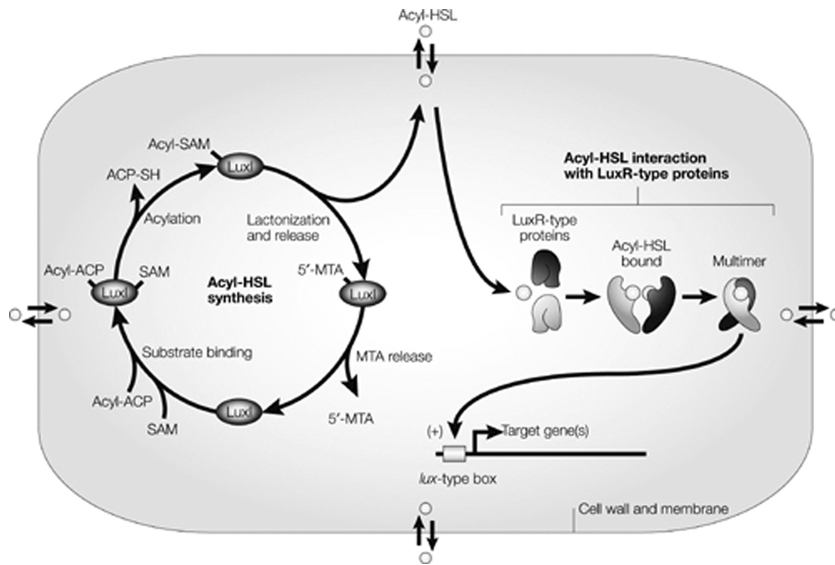 Acyl-HSL
Acyl-SAM
LuxI
ACP-SH
Acylation
Lactonization
and release
Acyl-HSL interaction
with LuxR-type proteins
LuxR-type
proteins
Acyl-HSL
bound
Multimer
Acyl-ACP
SAM
LuxI
Acyl-HSL
synthesis
5′-MTA
LuxI
Substrate binding
MTA release
Acyl-ACP
SAM
LuxI
5′-MTA
(+)
Target gene(s)
lux-type box
Cell wall and membrane